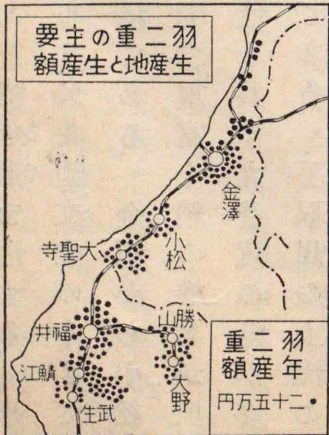 羽二重の主要
生産地と生産額
金澤
小松
大聖寺
福井
勝山
大野
鯖江
武生
羽二重
年産額
二十五万円